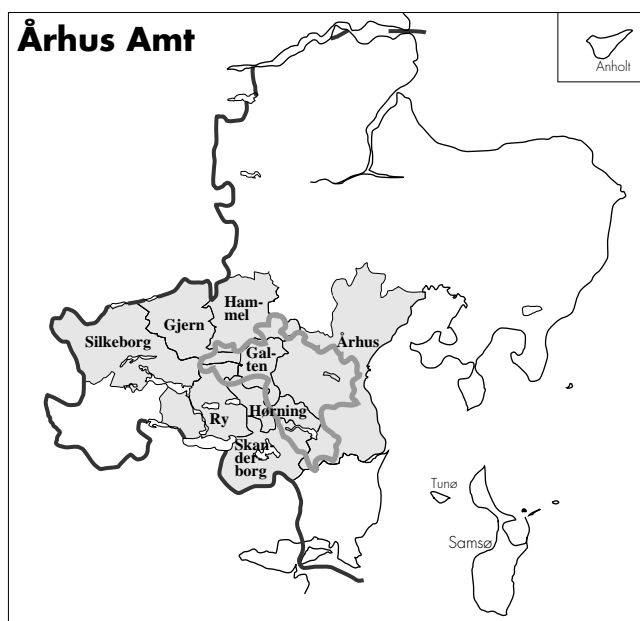 Århus Amt
Anholt
Ham-
mel
Gjern
Silkeborg
Århus
Gal-
ten
Ry
Hørning
Skan
der
borg
Tunø
Samsø